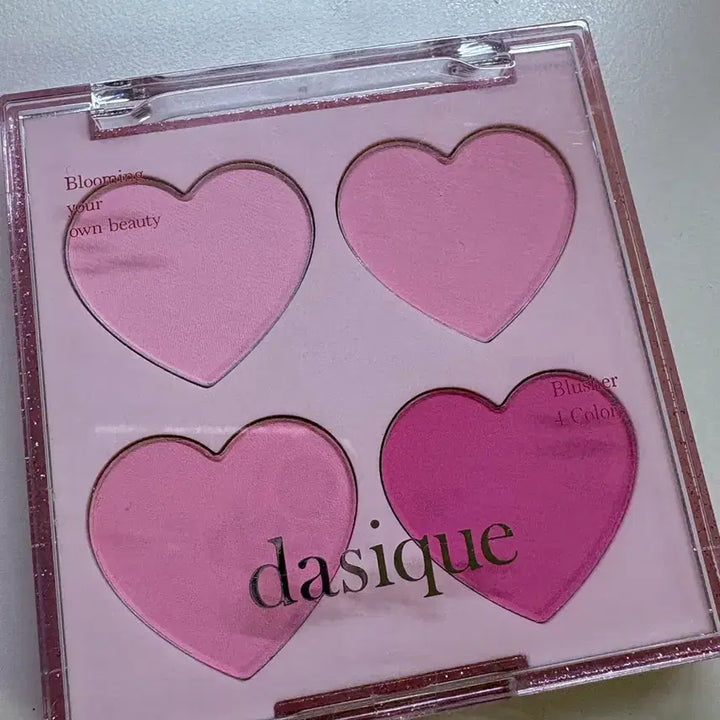 Blooming
your
own beauty
Blusher
4 Color
dasique